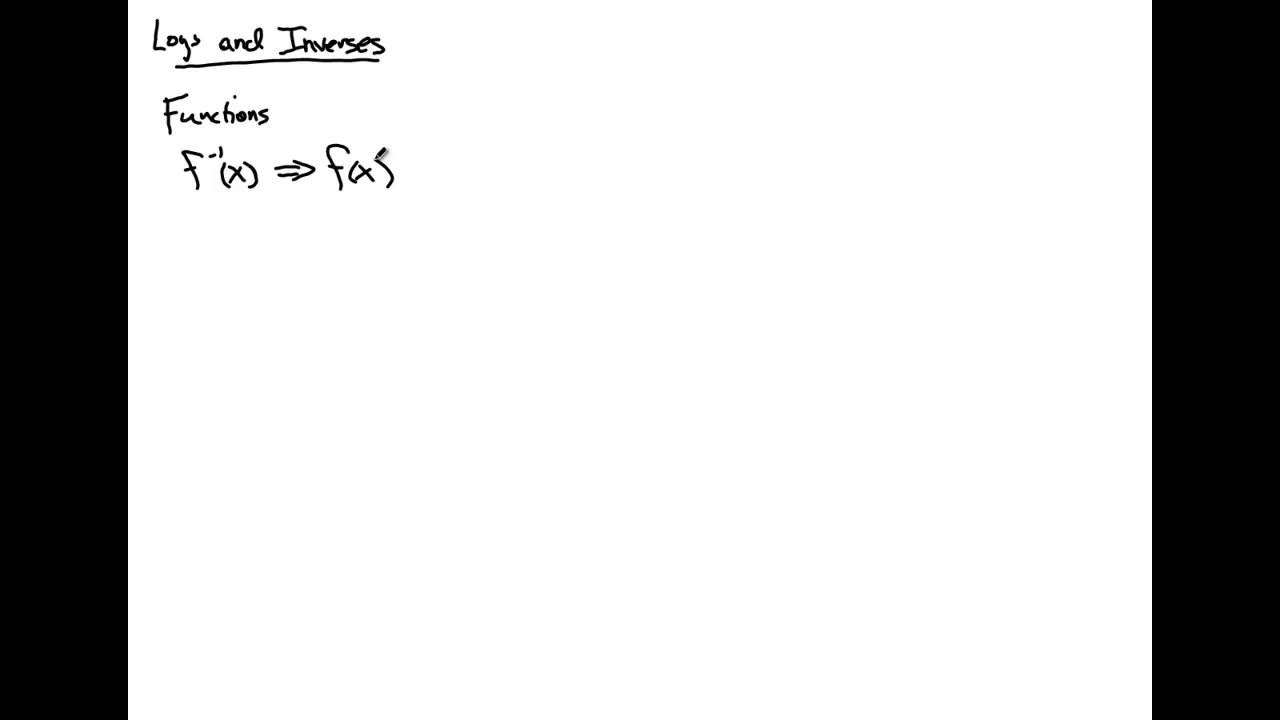 Logs and Inverses
Functions
f⁻¹(x) ⇒ f(x)